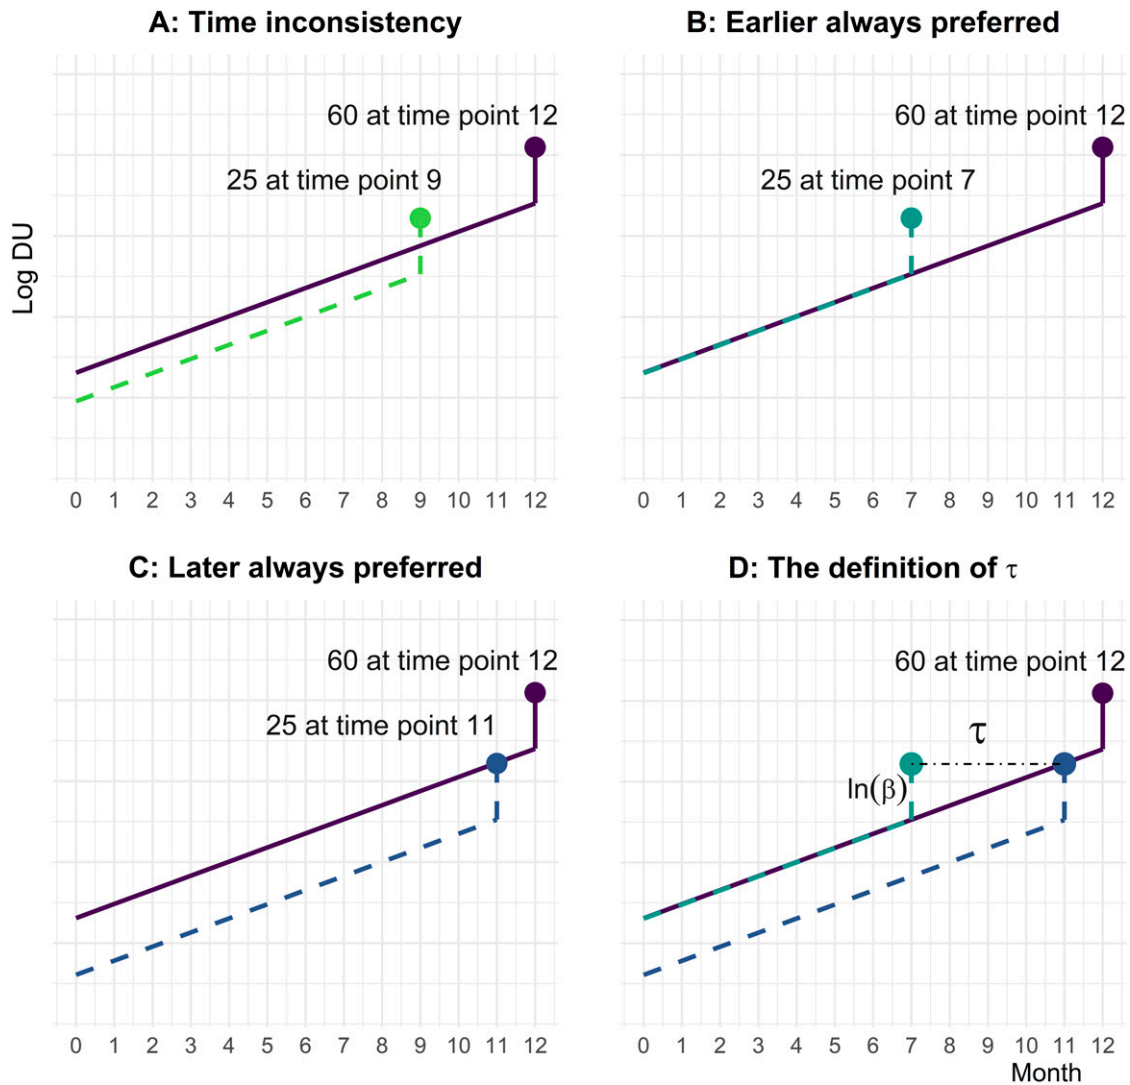 A: Time inconsistency
60 at time point 12
25 at time point 9
Log DU
0 1 2 3 4 5 6 7 8 9 10 11 12
B: Earlier always preferred
60 at time point 12
25 at time point 7
0 1 2 3 4 5 6 7 8 9 10 11 12
C: Later always preferred
60 at time point 12
25 at time point 11
0 1 2 3 4 5 6 7 8 9 10 11 12
D: The definition of τ
60 at time point 12
τ
ln(β)
0 1 2 3 4 5 6 7 8 9 10 11 12
Month